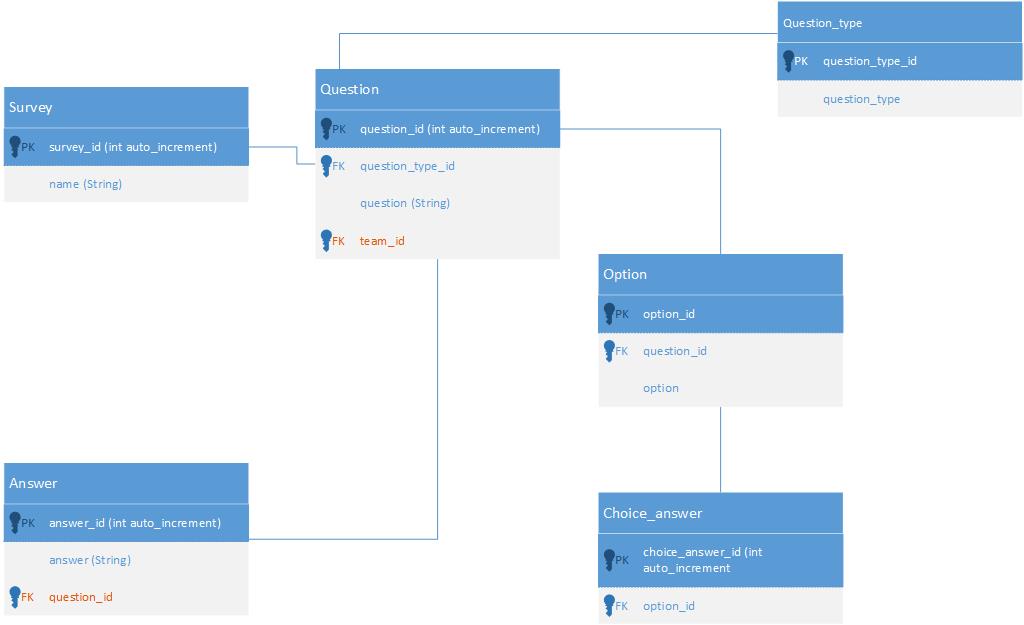 Question_type
PK question_type_id
question_type
Question
PK question_id (int auto_increment)
FK question_type_id
question (String)
FK team_id
Survey
PK survey_id (int auto_increment)
name (String)
Option
PK option_id
FK question_id
option
Answer
PK answer_id (int auto_increment)
answer (String)
FK question_id
Choice_answer
PK choice_answer_id (int
auto_increment
FK option_id